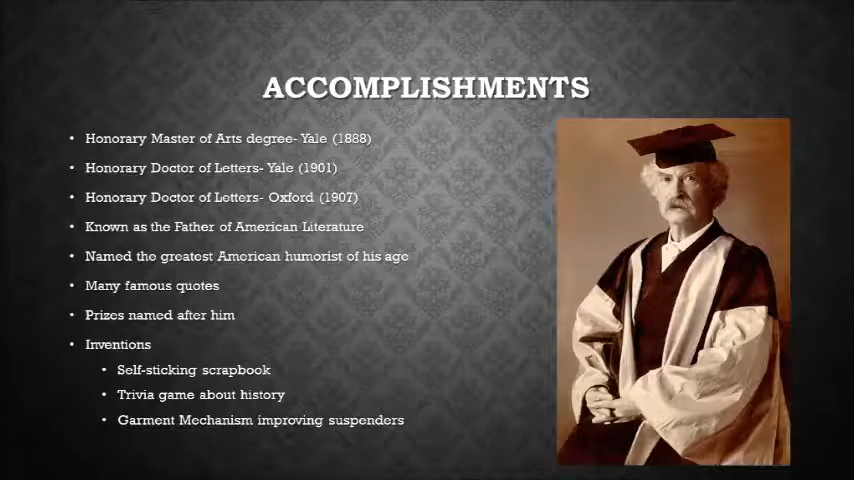 ACCOMPLISHMENTS
• Honorary Master of Arts degree- Yale (1888)
• Honorary Doctor of Letters- Yale (1901)
• Honorary Doctor of Letters- Oxford (1907)
• Known as the Father of American Literature
• Named the greatest American humorist of his age
• Many famous quotes
• Prizes named after him
• Inventions
• Self-sticking scrapbook
• Trivia game about history
• Garment Mechanism improving suspenders